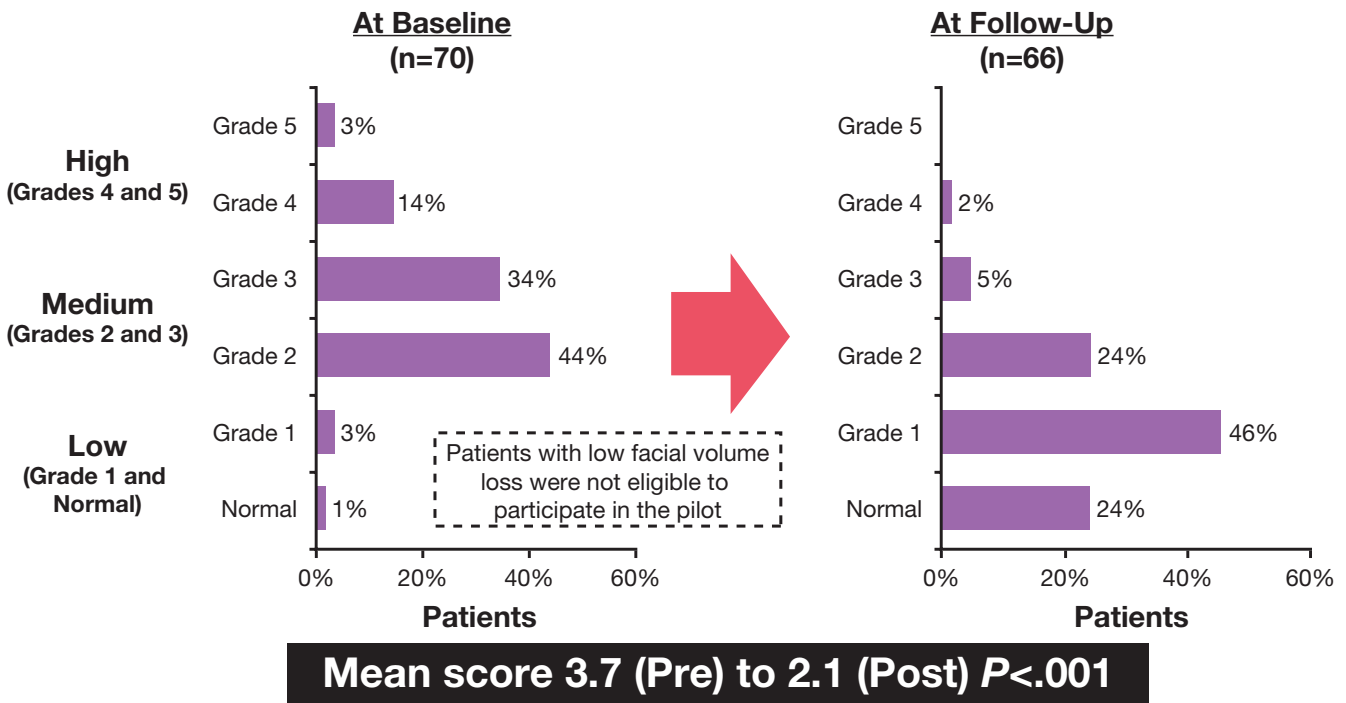 At Baseline
(n=70)
High
(Grades 4 and 5)
Medium
(Grades 2 and 3)
Low
(Grade 1 and
Normal)
Grade 5
3%
Grade 4
14%
Grade 3
34%
Grade 2
44%
Grade 1
3%
Normal
1%
0%
20%
40%
60%
Patients
Patients with low facial volume
loss were not eligible to
participate in the pilot
At Follow-Up
(n=66)
Grade 5
Grade 4
2%
Grade 3
5%
Grade 2
24%
Grade 1
46%
Normal
24%
0%
20%
40%
60%
Patients
Mean score 3.7 (Pre) to 2.1 (Post) P<.001